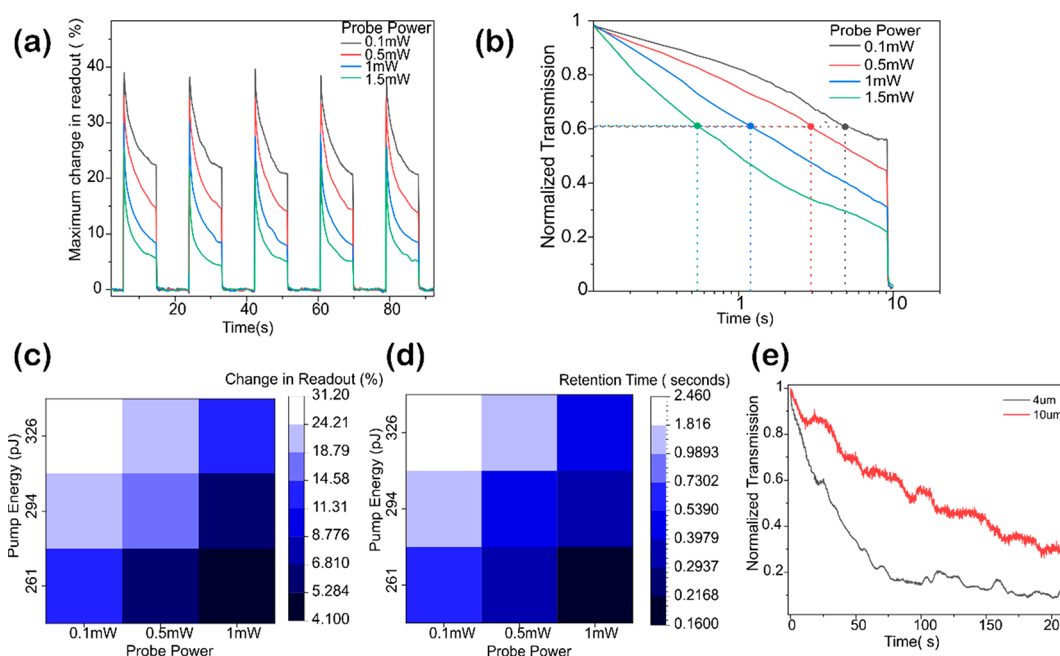 (a)
Maximum change in readout ( %)
40
30
20
10
0
20
40
60
80
Time(s)
Probe Power
0.1mW
0.5mW
1mW
1.5mW
(b)
Normalized Transmission
1
0.8
0.6
0.4
0.2
0
1
10
Time (s)
Probe Power
0.1mW
0.5mW
1mW
1.5mW
(c)
Change in Readout (%)
Pump Energy (pJ)
326
294
261
0.1mW
0.5mW
1mW
Probe Power
31.20
24.21
18.79
14.58
11.31
8.776
6.810
5.284
4.100
(d)
Retention Time ( seconds)
Pump Energy (pJ)
326
294
261
0.1mW
0.5mW
1mW
Probe Power
2.460
1.816
0.9893
0.7302
0.5390
0.3979
0.2937
0.2168
0.1600
(e)
Normalized Transmission
1
0.8
0.6
0.4
0.2
0
50
100
150
200
Time( s)
4um
10um